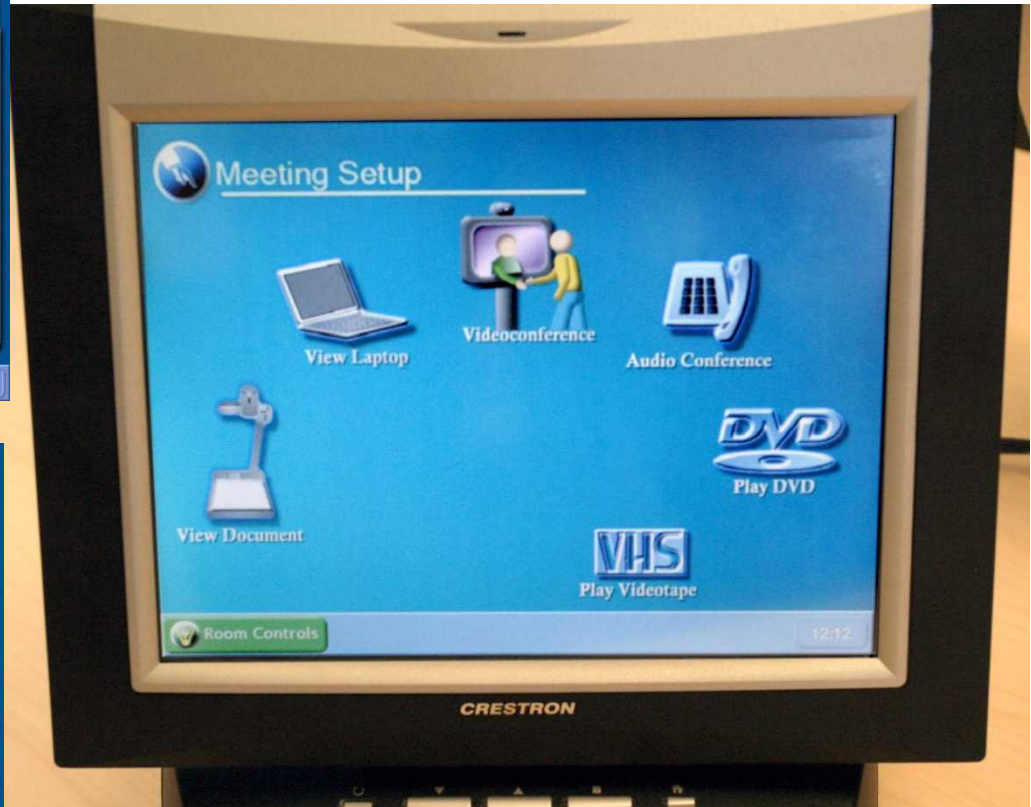 Meeting Setup
Videoconference
View Laptop
Audio Conference
DVD
Play DVD
View Document
VHS
Play Videotape
Room Controls
12:12
CRESTRON